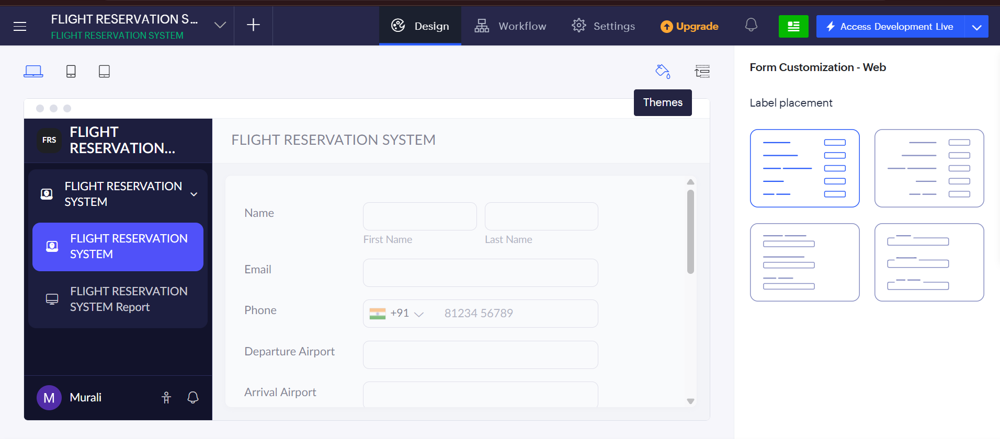 FLIGHT RESERVATION S...
FLIGHT RESERVATION SYSTEM
Design
Workflow
Settings
Upgrade
Access Development Live
Themes
FRS
FLIGHT
RESERVATION...
FLIGHT RESERVATION
SYSTEM
FLIGHT RESERVATION
SYSTEM
FLIGHT RESERVATION
SYSTEM Report
M
Murali
FLIGHT RESERVATION SYSTEM
Name
First Name
Last Name
Email
Phone
+91
81234 56789
Departure Airport
Arrival Airport
Form Customization - Web
Label placement